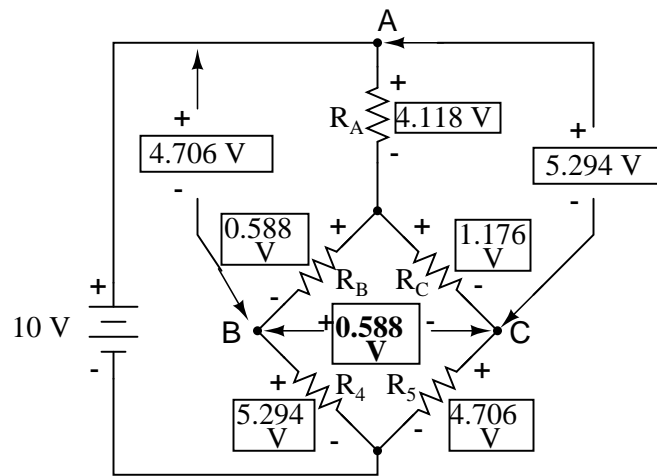 A
+
+
R_A
4.118 V
+
4.706 V
-
-
+
5.294 V
-
0.588
V
+
+
1.176
V
R_B
R_C
-
-
+
10 V
-
B
+
0.588
V
-
C
+
R_4
R_5
+
5.294
V
4.706
V
-
-